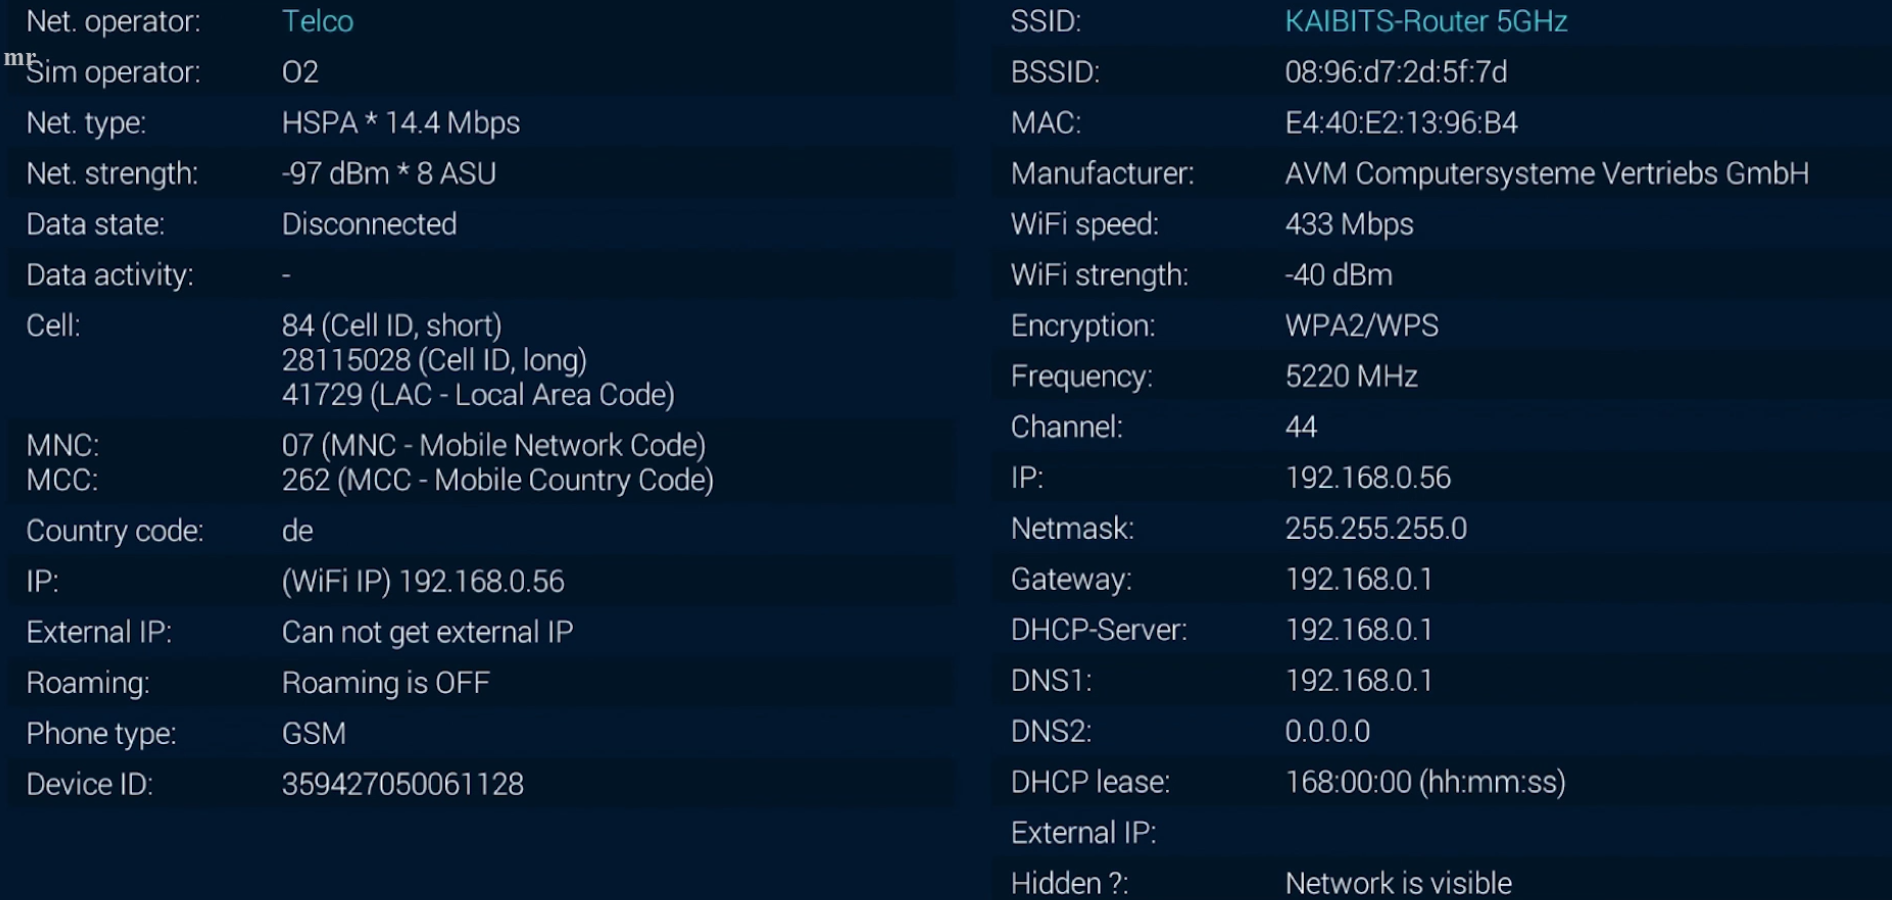 Net. operator: Telco
mr
Sim operator: O2
Net. type: HSPA * 14.4 Mbps
Net. strength: -97 dBm * 8 ASU
Data state: Disconnected
Data activity: -
Cell: 84 (Cell ID, short)
28115028 (Cell ID, long)
41729 (LAC - Local Area Code)
MNC: 07 (MNC - Mobile Network Code)
MCC: 262 (MCC - Mobile Country Code)
Country code: de
IP: (WiFi IP) 192.168.0.56
External IP: Can not get external IP
Roaming: Roaming is OFF
Phone type: GSM
Device ID: 359427050061128
SSID: KAIBITS-Router 5GHz
BSSID: 08:96:d7:2d:5f:7d
MAC: E4:40:E2:13:96:B4
Manufacturer: AVM Computersysteme Vertriebs GmbH
WiFi speed: 433 Mbps
WiFi strength: -40 dBm
Encryption: WPA2/WPS
Frequency: 5220 MHz
Channel: 44
IP: 192.168.0.56
Netmask: 255.255.255.0
Gateway: 192.168.0.1
DHCP-Server: 192.168.0.1
DNS1: 192.168.0.1
DNS2: 0.0.0.0
DHCP lease: 168:00:00 (hh:mm:ss)
External IP:
Hidden ?: Network is visible